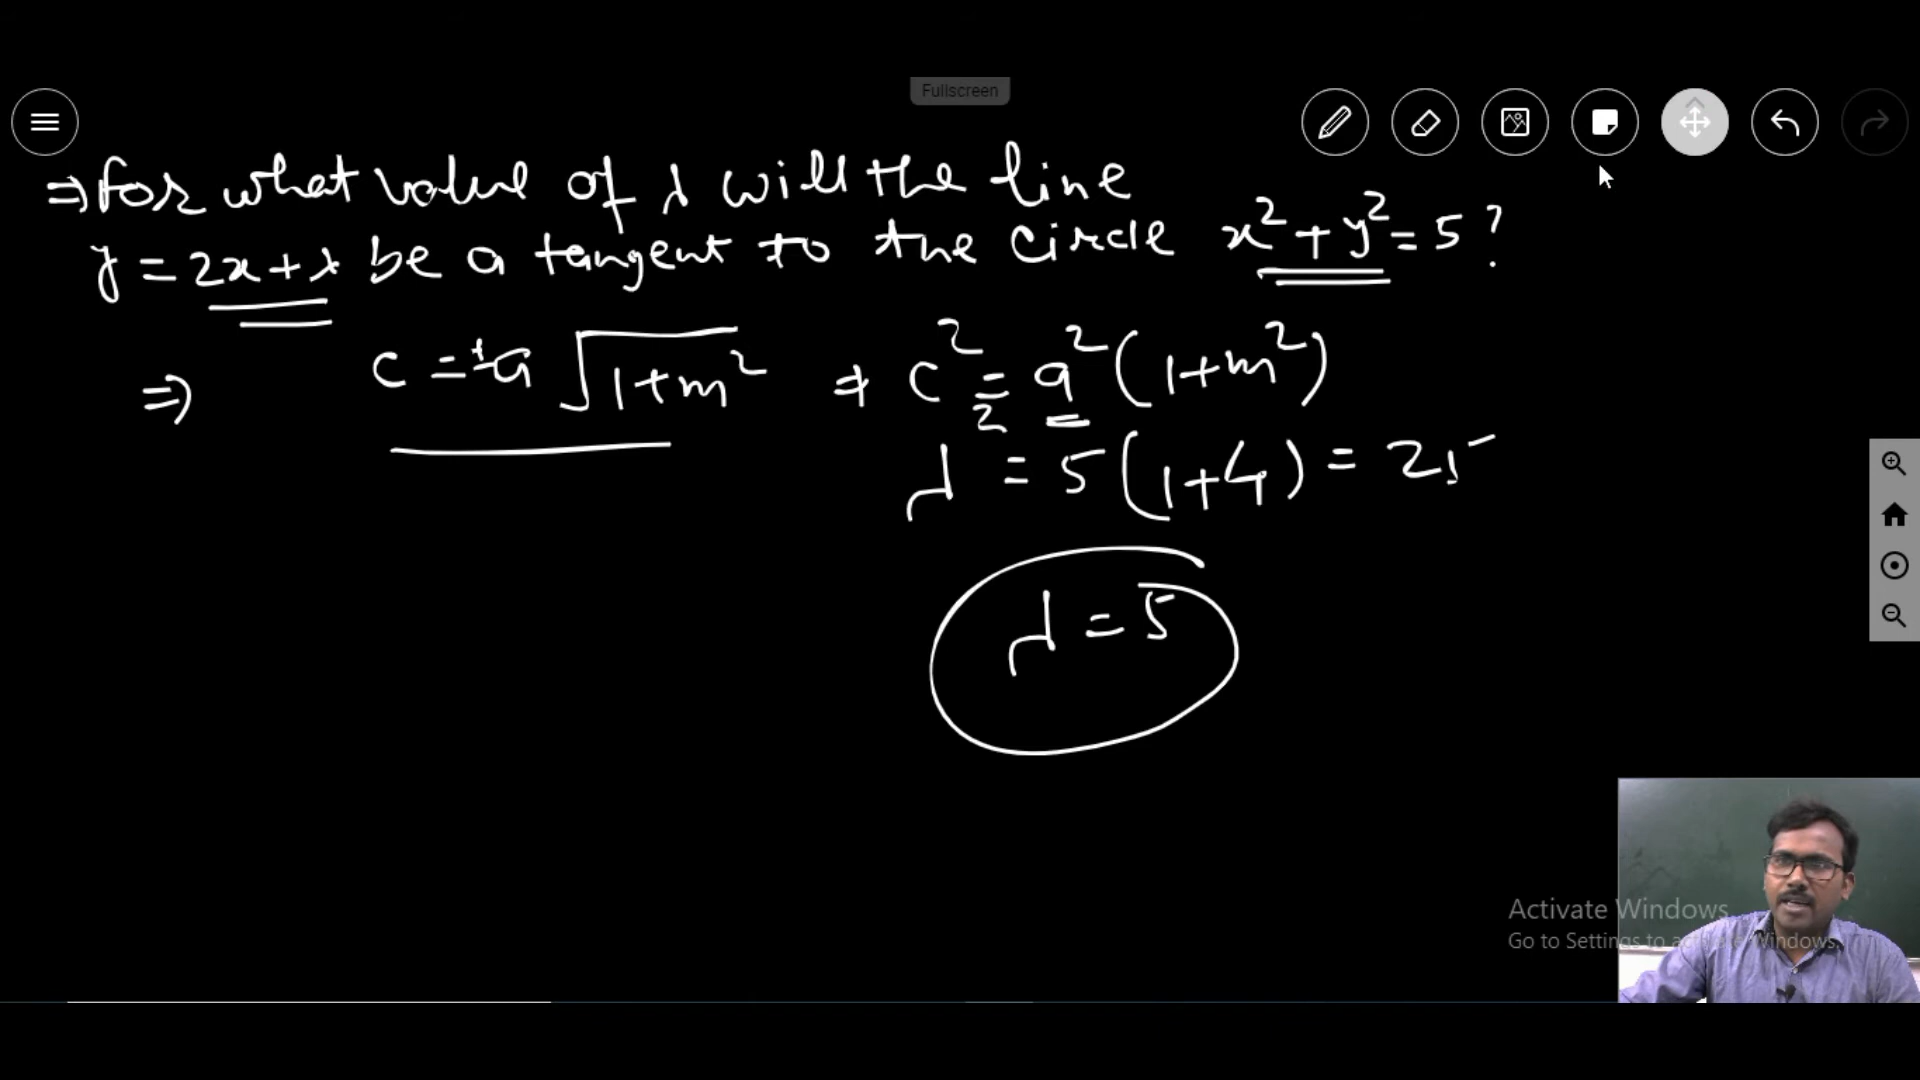 Fullscreen
⇒ For what value of λ will the line
y = 2x + λ be a tangent to the circle x² + y² = 5 ?
⇒ c = ±a √1+m² ⇒ c² = a² (1+m²)
λ² = 5 (1+4) = 25
λ = 5
Activate Windows
Go to Settings to activate Windows.